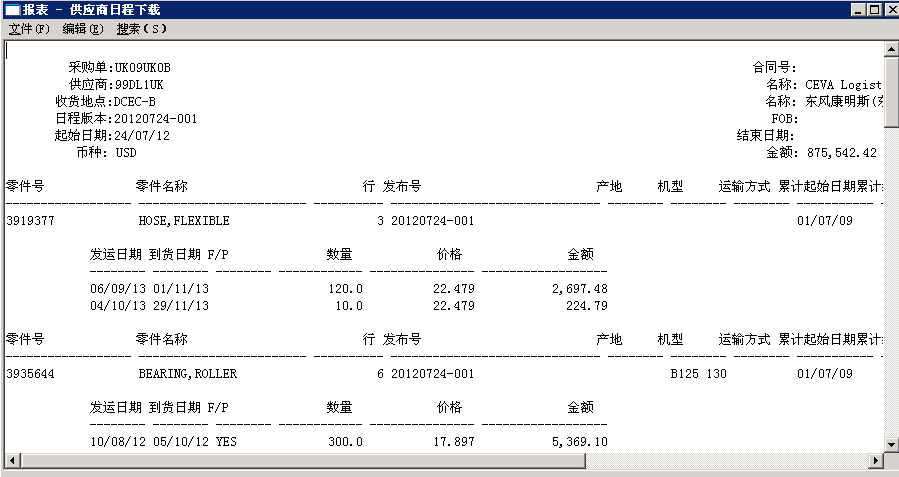 报表 - 供应商日程下载
文件(F) 编辑(E) 搜索(S)
采购单:UK09UK0B 合同号:
供应商:99DL1UK 名称: CEVA Logist
收货地点:DCEC-B 名称: 东风康明斯(东
日程版本:20120724-001 FOB:
起始日期:24/07/12 结束日期:
币种: USD 金额: 875,542.42
零件号 零件名称 行 发布号 产地 机型 运输方式 累计起始日期累计
3919377 HOSE,FLEXIBLE 3 20120724-001 01/07/09
发运日期 到货日期 F/P 数量 价格 金额
06/09/13 01/11/13 120.0 22.479 2,697.48
04/10/13 29/11/13 10.0 22.479 224.79
零件号 零件名称 行 发布号 产地 机型 运输方式 累计起始日期累计
3935644 BEARING,ROLLER 6 20120724-001 B125 130 01/07/09
发运日期 到货日期 F/P 数量 价格 金额
10/08/12 05/10/12 YES 300.0 17.897 5,369.10